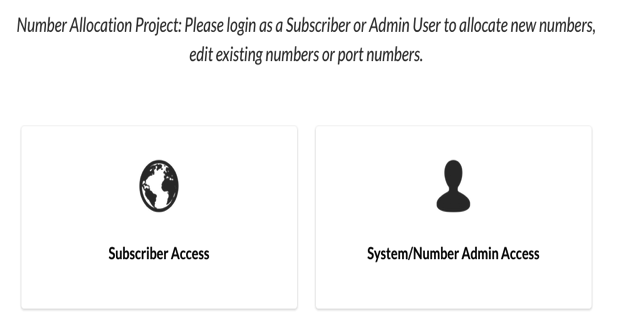 Number Allocation Project: Please login as a Subscriber or Admin User to allocate new numbers,
edit existing numbers or port numbers.
Subscriber Access
System/Number Admin Access